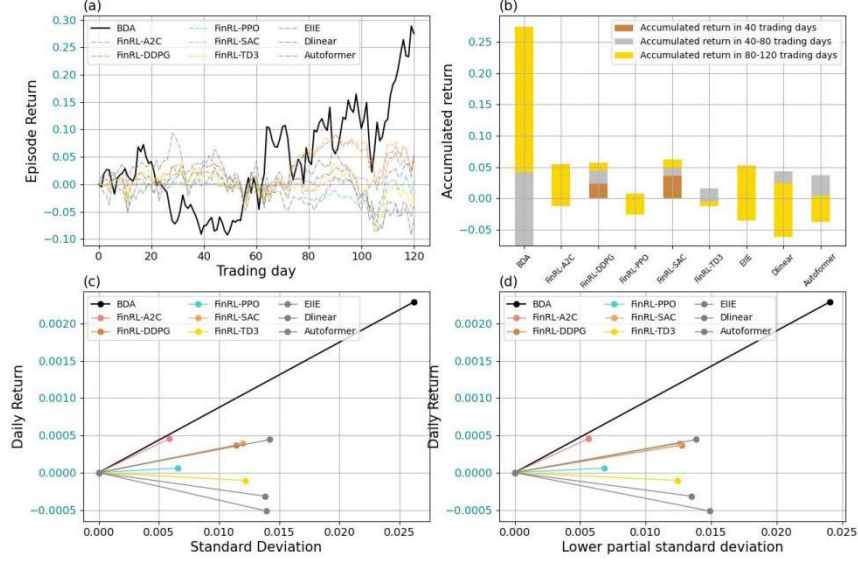 (a)
0.30
0.25
0.20
0.15
0.10
0.05
0.00
−0.05
−0.10
Episode Return
BDA
FinRL-A2C
FinRL-DDPG
FinRL-PPO
FinRL-SAC
FinRL-TD3
EIIE
Dlinear
Autoformer
0 20 40 60 80 100 120
Trading day
(b)
0.25
0.20
0.15
0.10
0.05
0.00
−0.05
Accumulated return
Accumulated return in 40 trading days
Accumulated return in 40-80 trading days
Accumulated return in 80-120 trading days
BDA
FinRL-A2C
FinRL-DDPG
FinRL-PPO
FinRL-SAC
FinRL-TD3
EIIE
Dlinear
Autoformer
(c)
0.0020
0.0015
0.0010
0.0005
0.0000
−0.0005
Daily Return
BDA
FinRL-A2C
FinRL-DDPG
FinRL-PPO
FinRL-SAC
FinRL-TD3
EIIE
Dlinear
Autoformer
0.000 0.005 0.010 0.015 0.020 0.025
Standard Deviation
(d)
0.0020
0.0015
0.0010
0.0005
0.0000
−0.0005
Daily Return
BDA
FinRL-A2C
FinRL-DDPG
FinRL-PPO
FinRL-SAC
FinRL-TD3
EIIE
Dlinear
Autoformer
0.000 0.005 0.010 0.015 0.020 0.025
Lower partial standard deviation